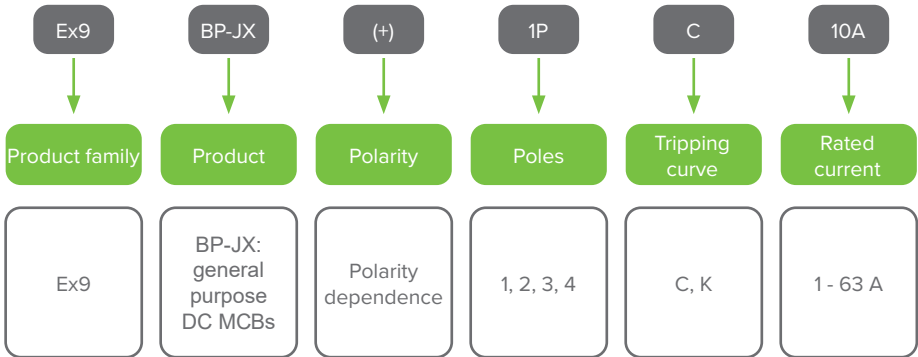 Ex9 BP-JX (+) 1P C 10A
Product family Product Polarity Poles Tripping curve Rated current
Ex9
BP-JX:
general
purpose
DC MCBs
Polarity
dependence
1, 2, 3, 4
C, K
1 - 63 A